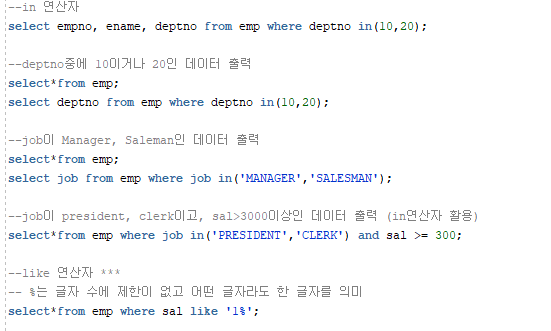 --in 연산자
select empno, ename, deptno from emp where deptno in(10,20);
--deptno중에 10이거나 20인 데이터 출력
select*from emp;
select deptno from emp where deptno in(10,20);
--job이 Manager, Saleman인 데이터 출력
select*from emp;
select job from emp where job in('MANAGER','SALESMAN');
--job이 president, clerk이고, sal>3000이상인 데이터 출력 (in연산자 활용)
select*from emp where job in('PRESIDENT','CLERK') and sal >= 300;
--like 연산자 ***
-- %는 글자 수에 제한이 없고 어떤 글자라도 한 글자를 의미
select*from emp where sal like '1%';